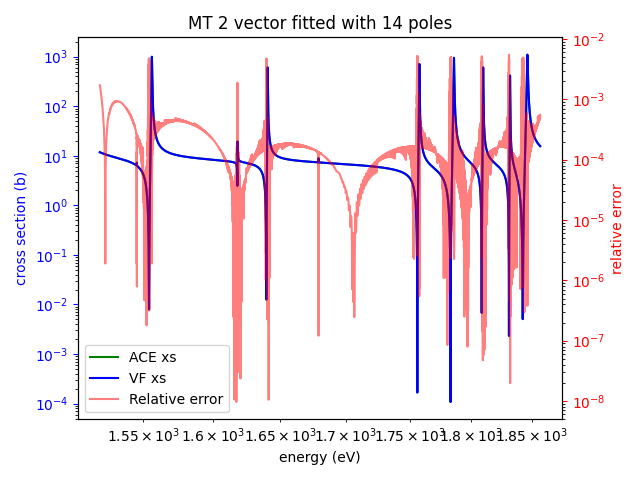 MT 2 vector fitted with 14 poles
10³
10²
10¹
10⁰
10⁻¹
10⁻²
10⁻³
10⁻⁴
cross section (b)
10⁻²
10⁻³
10⁻⁴
10⁻⁵
10⁻⁶
10⁻⁷
10⁻⁸
relative error
ACE xs
VF xs
Relative error
1.55 × 10³ 1.6 × 10³ 1.65 × 10³ 1.7 × 10³ 1.75 × 10³ 1.8 × 10³ 1.85 × 10³
energy (eV)